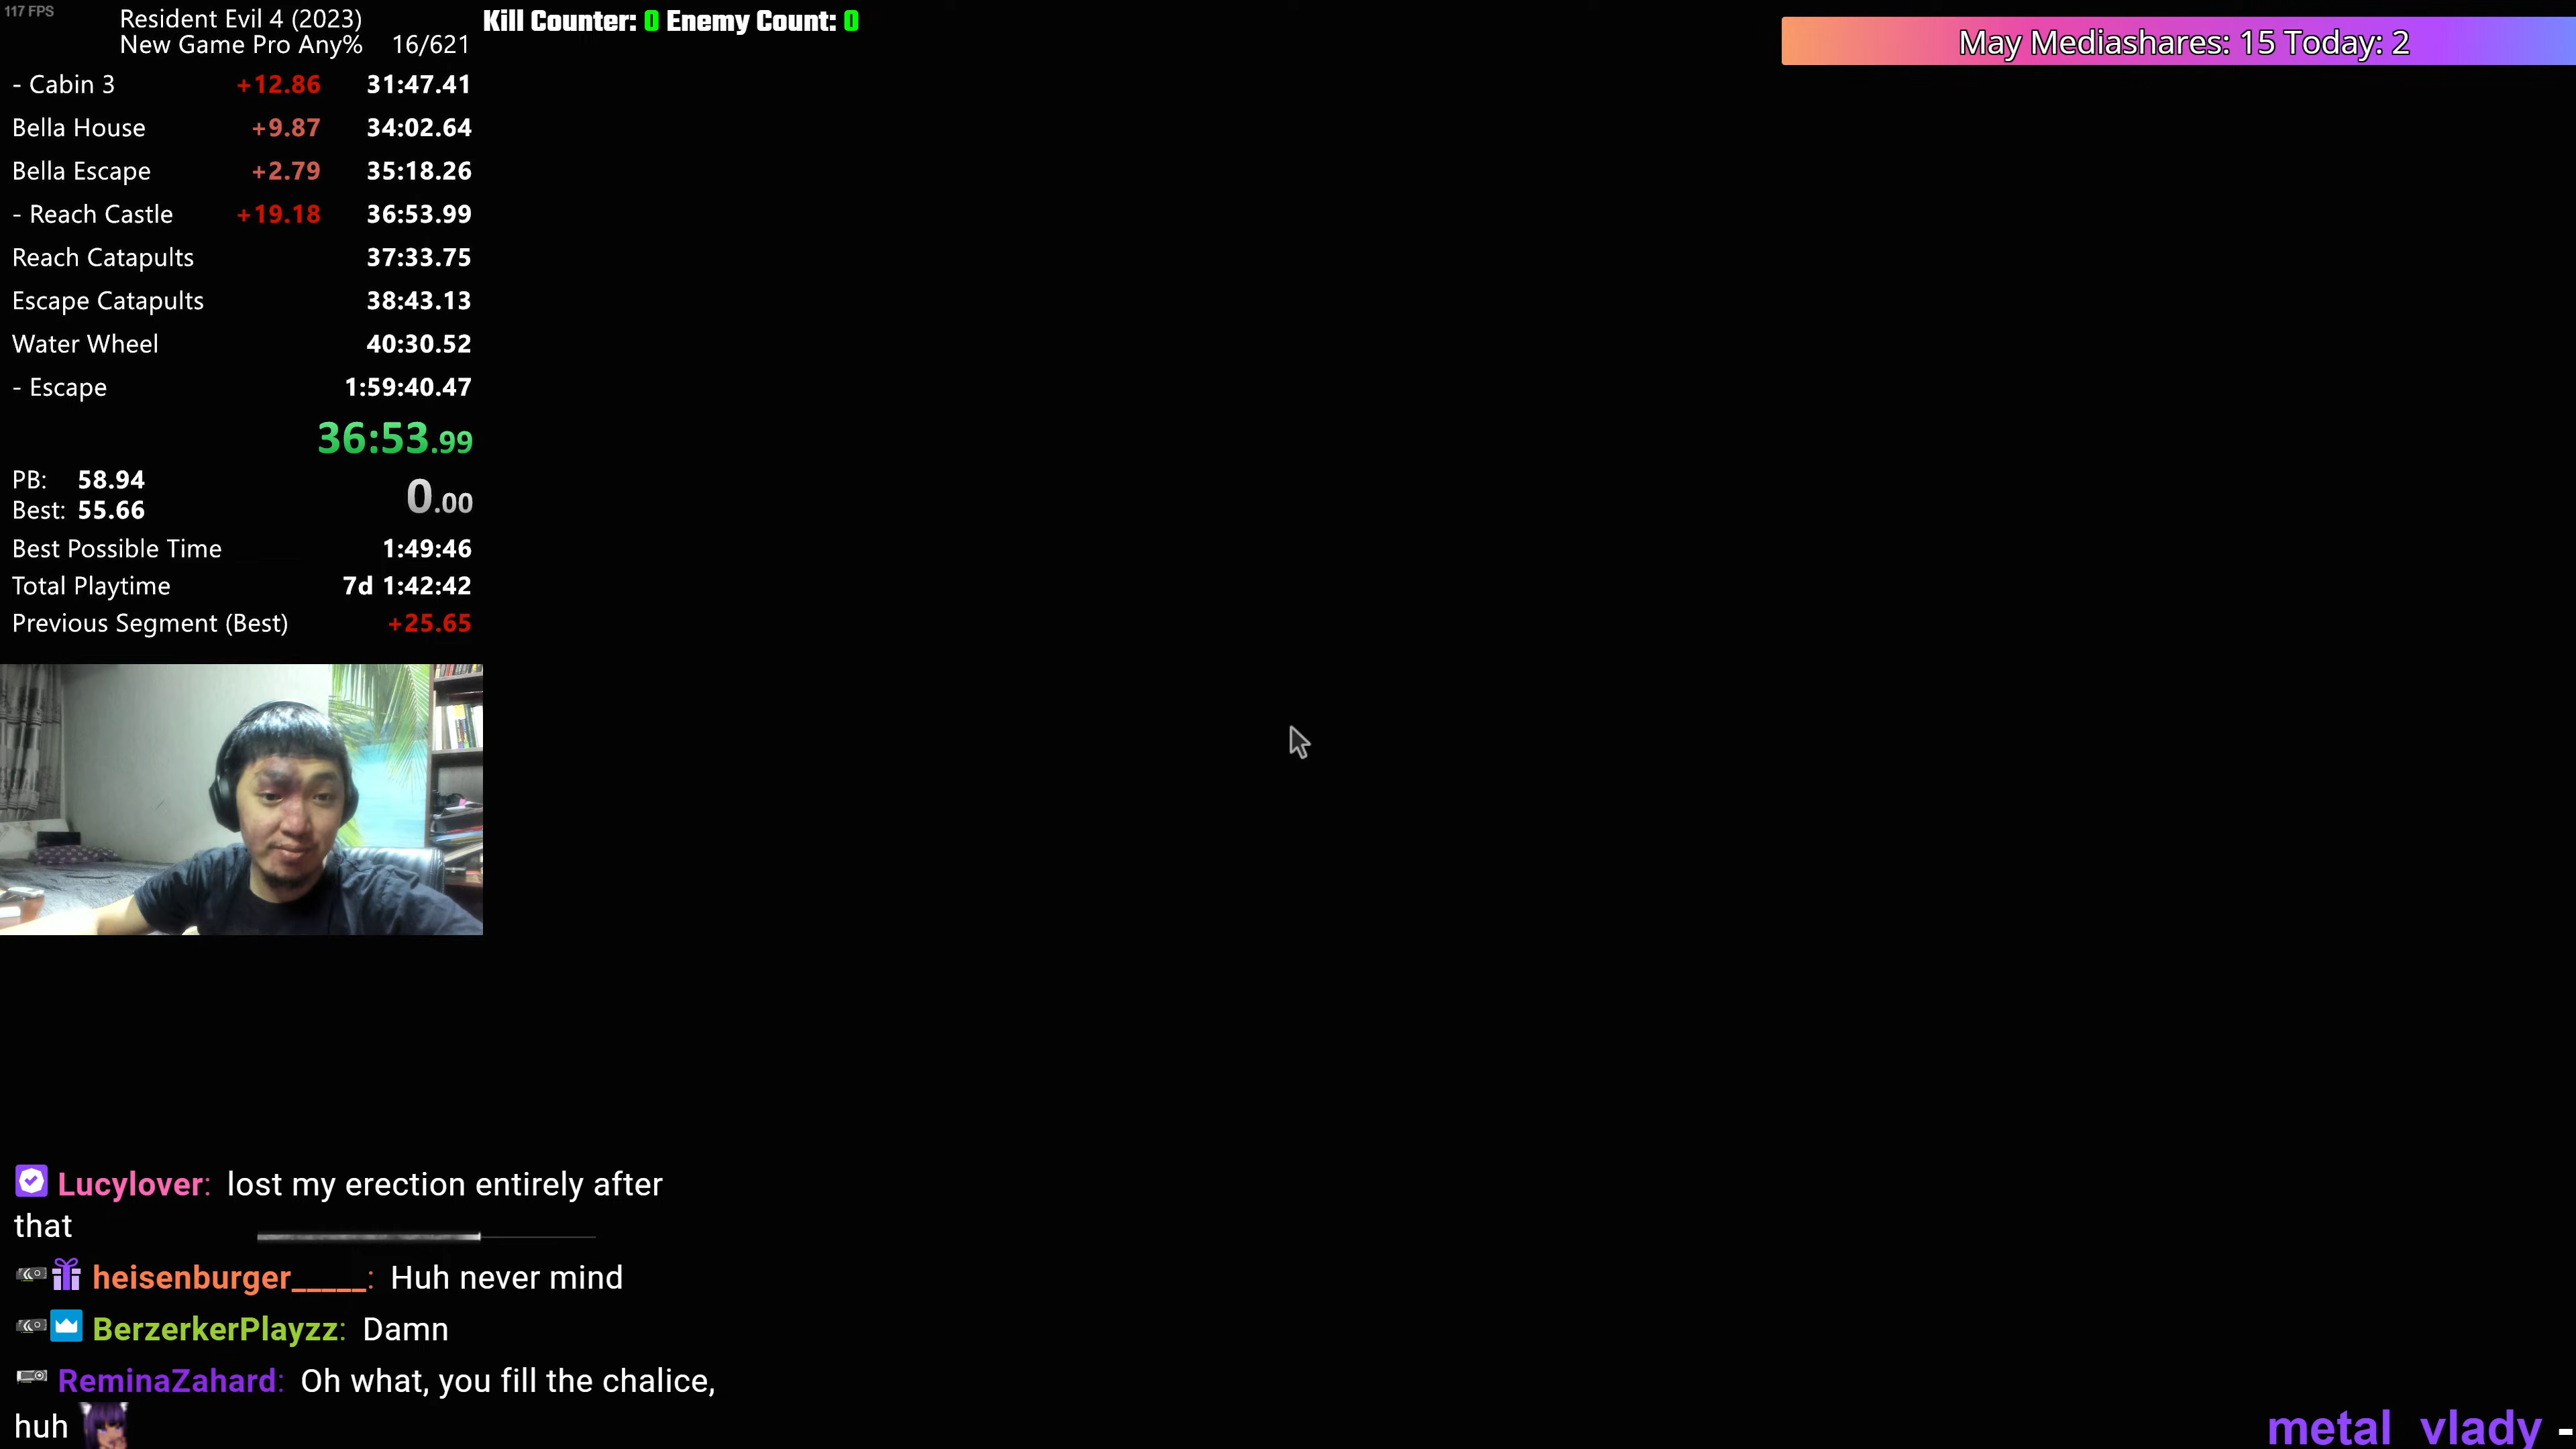 117 FPS
Resident Evil 4 (2023)
New Game Pro Any% 16/621
Kill Counter: 0 Enemy Count: 0
May Mediashares: 15 Today: 2
- Cabin 3 +12.86 31:47.41
Bella House +9.87 34:02.64
Bella Escape +2.79 35:18.26
- Reach Castle +19.18 36:53.99
Reach Catapults 37:33.75
Escape Catapults 38:43.13
Water Wheel 40:30.52
- Escape 1:59:40.47
36:53.99
PB: 58.94
0.00
Best: 55.66
Best Possible Time 1:49:46
Total Playtime 7d 1:42:42
Previous Segment (Best) +25.65
Lucylover: lost my erection entirely after
that
heisenburger_____: Huh never mind
BerzerkerPlayzz: Damn
ReminaZahard: Oh what, you fill the chalice,
huh
metal_vlady -